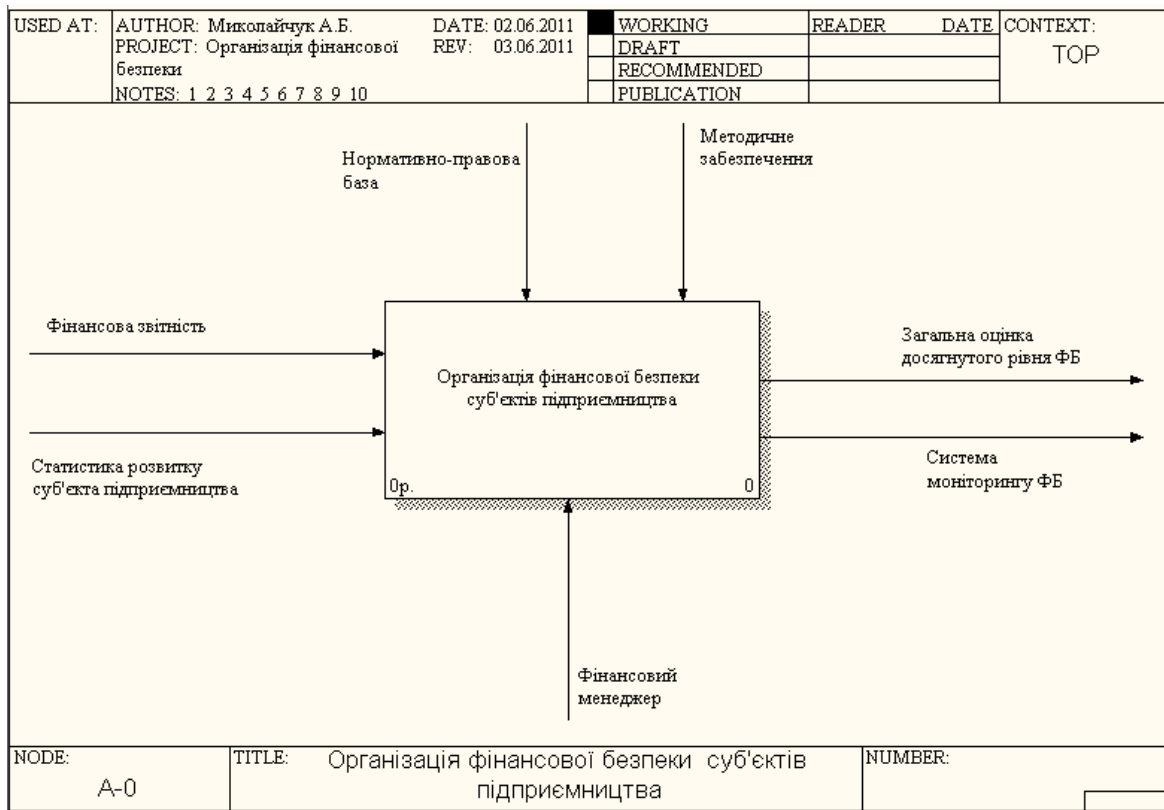 USED AT:
AUTHOR: Миколайчук А.Б.
DATE: 02.06.2011
PROJECT: Організація фінансової
безпеки
REV: 03.06.2011
NOTES: 1 2 3 4 5 6 7 8 9 10
WORKING
DRAFT
RECOMMENDED
PUBLICATION
READER DATE
CONTEXT:
TOP
Нормативно-правова
база
Методичне
забезпечення
Фінансова звітність
Статистика розвитку
суб'єкта підприємництва
Організація фінансової безпеки
суб'єктів підприємництва
0р.
0
Загальна оцінка
досягнутого рівня ФБ
Система
моніторингу ФБ
Фінансовий
менеджер
NODE:
A-0
TITLE:
Організація фінансової безпеки суб'єктів
підприємництва
NUMBER: